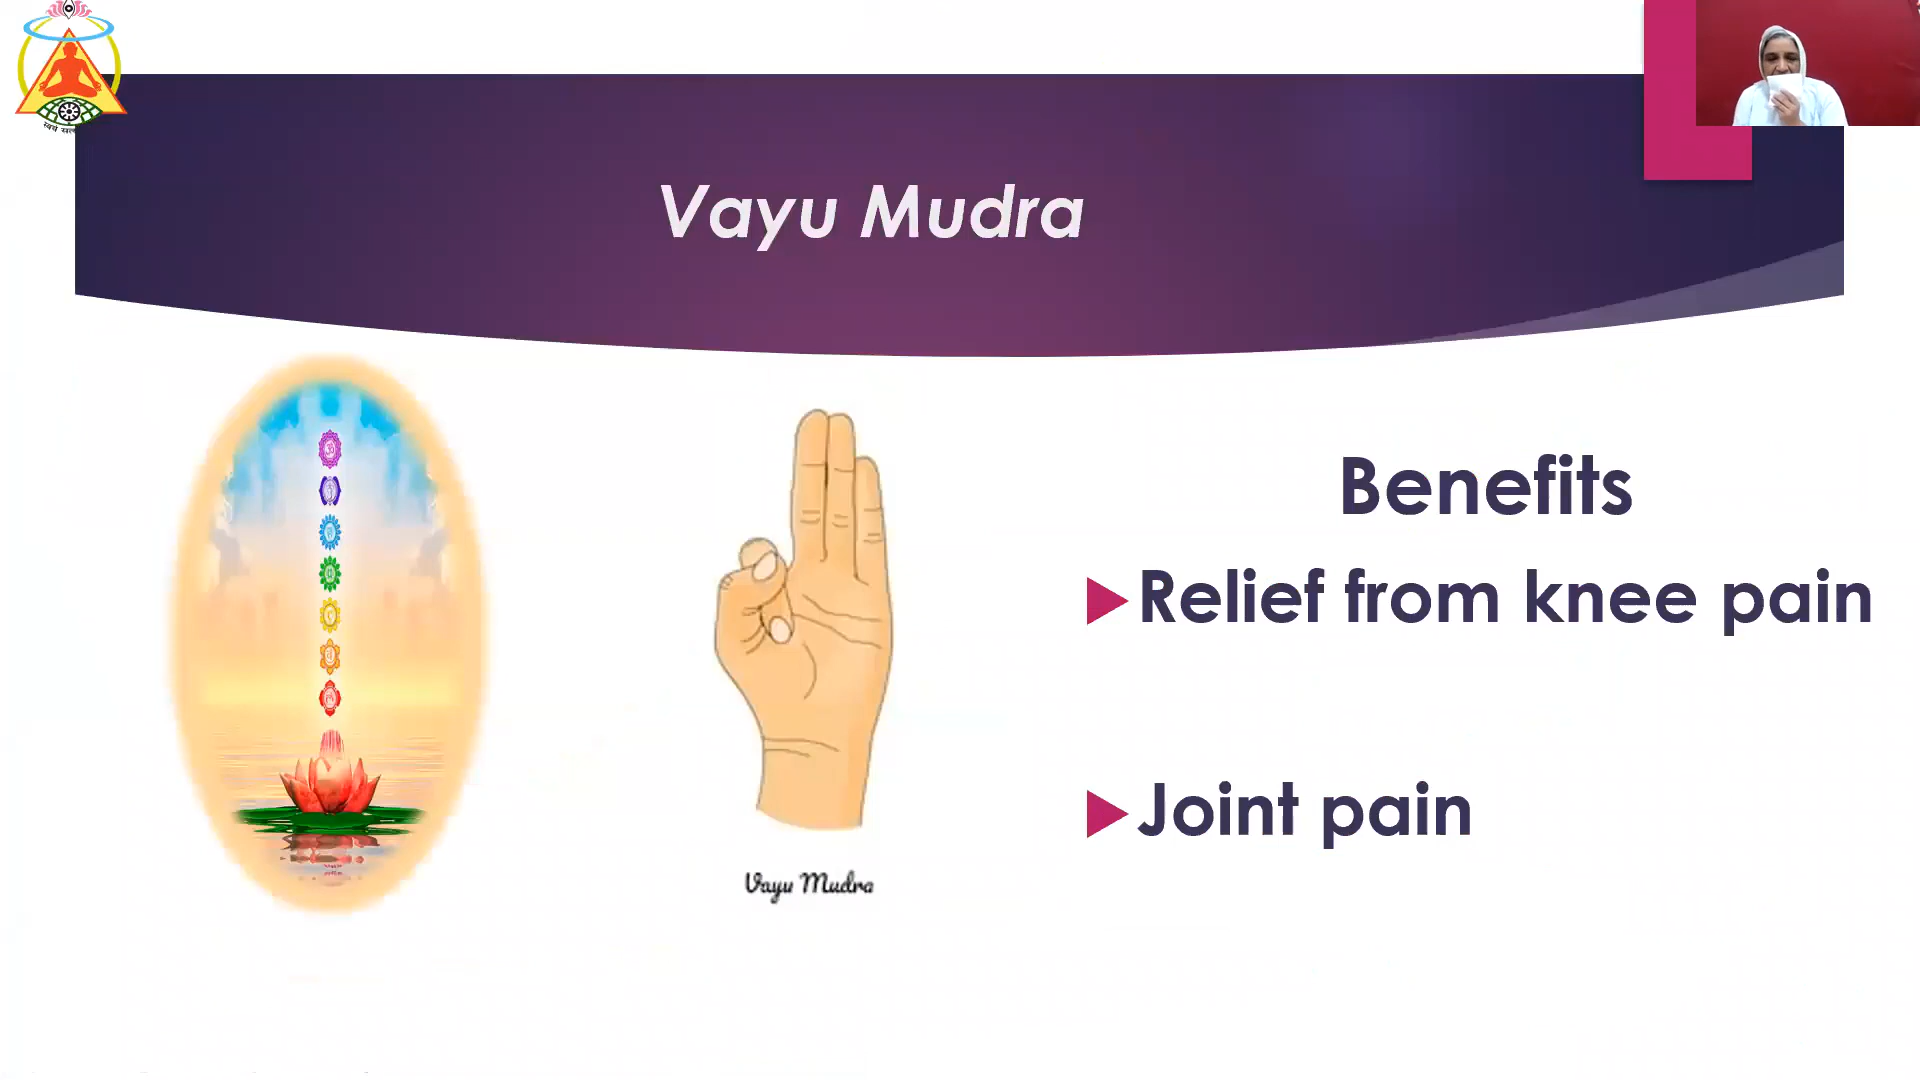 Vayu Mudra
Benefits
Relief from knee pain
Joint pain
Vayu Mudra